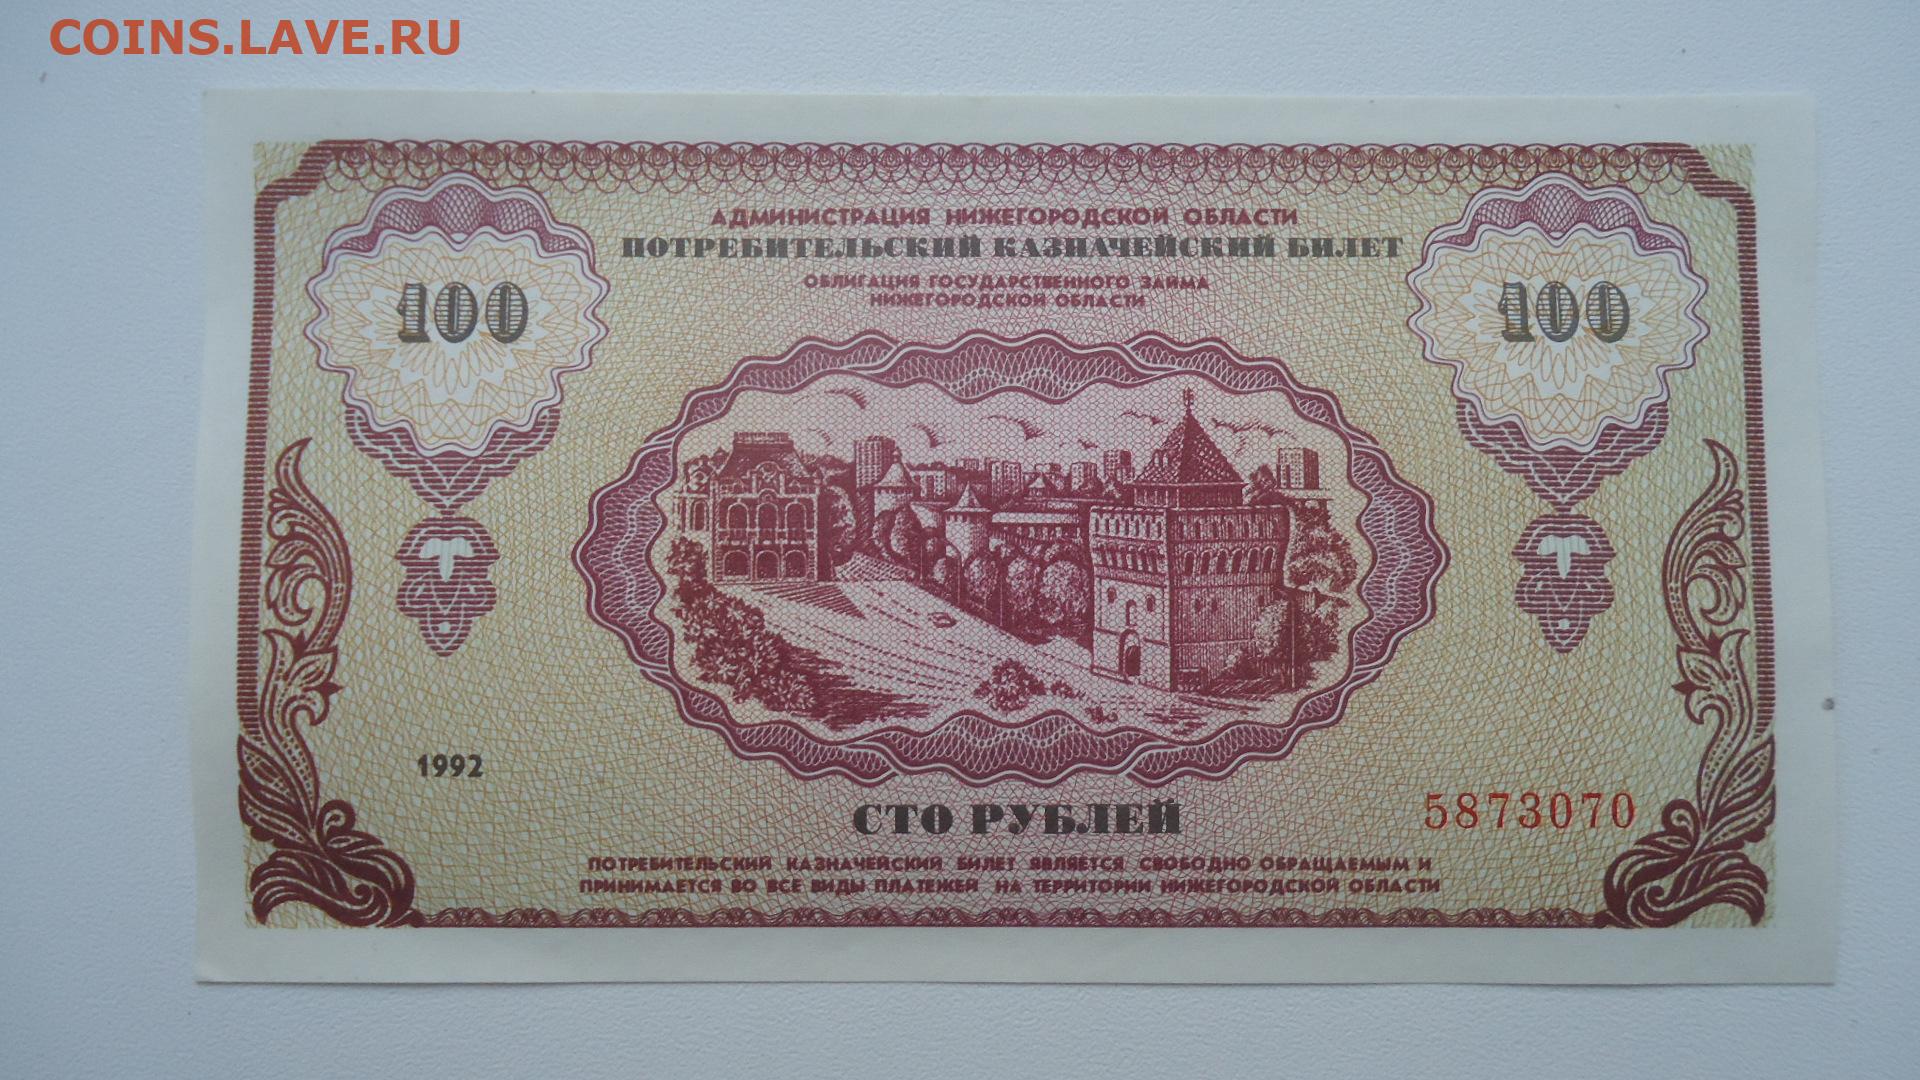 COINS.LAVE.RU
АДМИНИСТРАЦИЯ НИЖЕГОРОДСКОЙ ОБЛАСТИ
ПОТРЕБИТЕЛЬСКИЙ КАЗНАЧЕЙСКИЙ БИЛЕТ
ОБЛИГАЦИЯ ГОСУДАРСТВЕННОГО ЗАЙМА
НИЖЕГОРОДСКОЙ ОБЛАСТИ
100
100
1992
СТО РУБЛЕЙ
5873070
ПОТРЕБИТЕЛЬСКИЙ КАЗНАЧЕЙСКИЙ БИЛЕТ ЯВЛЯЕТСЯ СВОБОДНО ОБРАЩАЕМЫМ И
ПРИНИМАЕТСЯ ВО ВСЕ ВИДЫ ПЛАТЕЖЕЙ НА ТЕРРИТОРИИ НИЖЕГОРОДСКОЙ ОБЛАСТИ